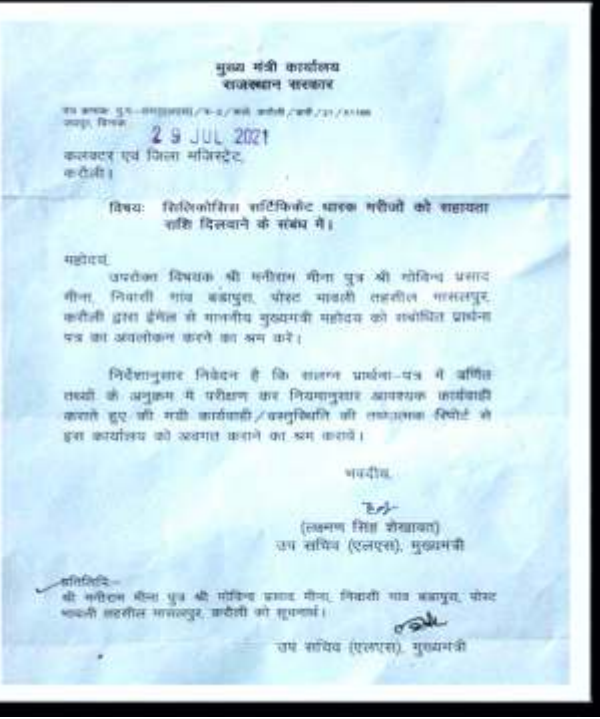 मुख्य मंत्री कार्यालय
राजस्थान सरकार
जयपुर, दिनांक
29 JUL 2021
कलक्टर एवं जिला मजिस्ट्रेट,
करौली।
विषयः सिलिकोसिस सर्टिफिकेट धारक मरीजों को सहायता
राशि दिलवाने के संबंध में।
महोदय,
उपरोक्त विषयक श्री मनीराम मीना पुत्र श्री गोविन्द प्रसाद
मीना, निवासी गांव बडापुरा, पोस्ट भावली तहसील मासलपुर,
करौली द्वारा ईमेल से माननीय मुख्यमंत्री महोदय को संबोधित प्रार्थना
पत्र का अवलोकन करने का श्रम करें।
निर्देशानुसार निवेदन है कि संलग्न प्रार्थना-पत्र में वर्णित
तथ्यों के अनुक्रम में परीक्षण कर नियमानुसार आवश्यक कार्यवाही
कराते हुए की गयी कार्यवाही/वस्तुस्थिति की तथ्यात्मक रिपोर्ट से
इस कार्यालय को अवगत कराने का श्रम करावें।
भवदीय,
(लक्ष्मण सिंह शेखावत)
उप सचिव (एलएस), मुख्यमंत्री
प्रतिलिपि:-
श्री मनीराम मीना पुत्र श्री गोविन्द प्रसाद मीना, निवासी गांव बडापुरा, पोस्ट
भावली तहसील मासलपुर, करौली को सूचनार्थ।
उप सचिव (एलएस), मुख्यमंत्री